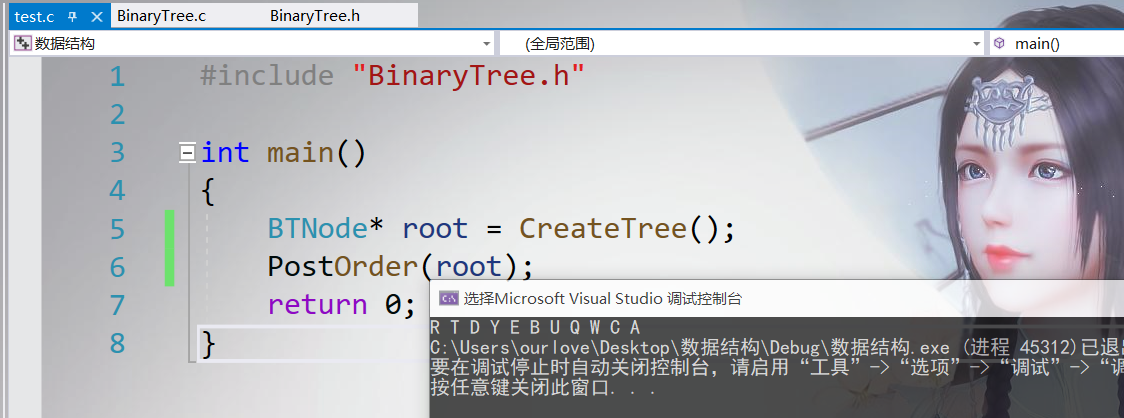 test.c BinaryTree.c BinaryTree.h
数据结构 (全局范围) main()
1 #include "BinaryTree.h"
2
3 int main()
4 {
5 BTNode* root = CreateTree();
6 PostOrder(root);
7 return 0;
8 }
选择Microsoft Visual Studio 调试控制台
R T D Y E B U Q W C A
C:\Users\ourlove\Desktop\数据结构\Debug\数据结构.exe (进程 45312)已退
要在调试停止时自动关闭控制台，请启用“工具”->“选项”->“调试”->“调
按任意键关闭此窗口. . .